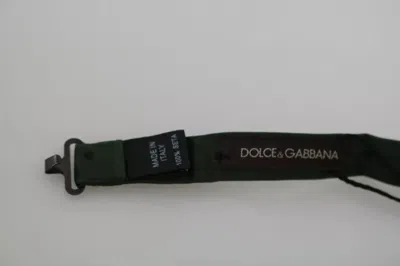 MADE IN
ITALY
100% SETA
DOLCE & GABBANA